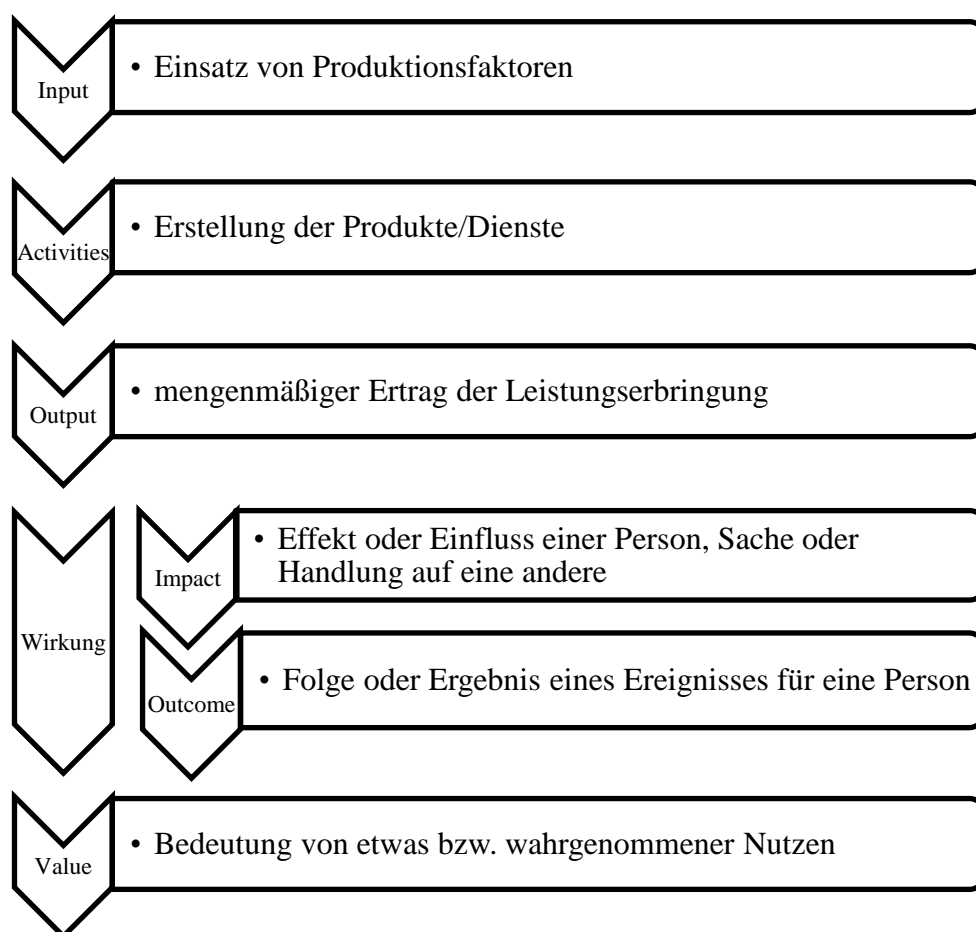 Input
• Einsatz von Produktionsfaktoren
Activities
• Erstellung der Produkte/Dienste
Output
• mengenmäßiger Ertrag der Leistungserbringung
Wirkung
Impact
• Effekt oder Einfluss einer Person, Sache oder
Handlung auf eine andere
Outcome
• Folge oder Ergebnis eines Ereignisses für eine Person
Value
• Bedeutung von etwas bzw. wahrgenommener Nutzen